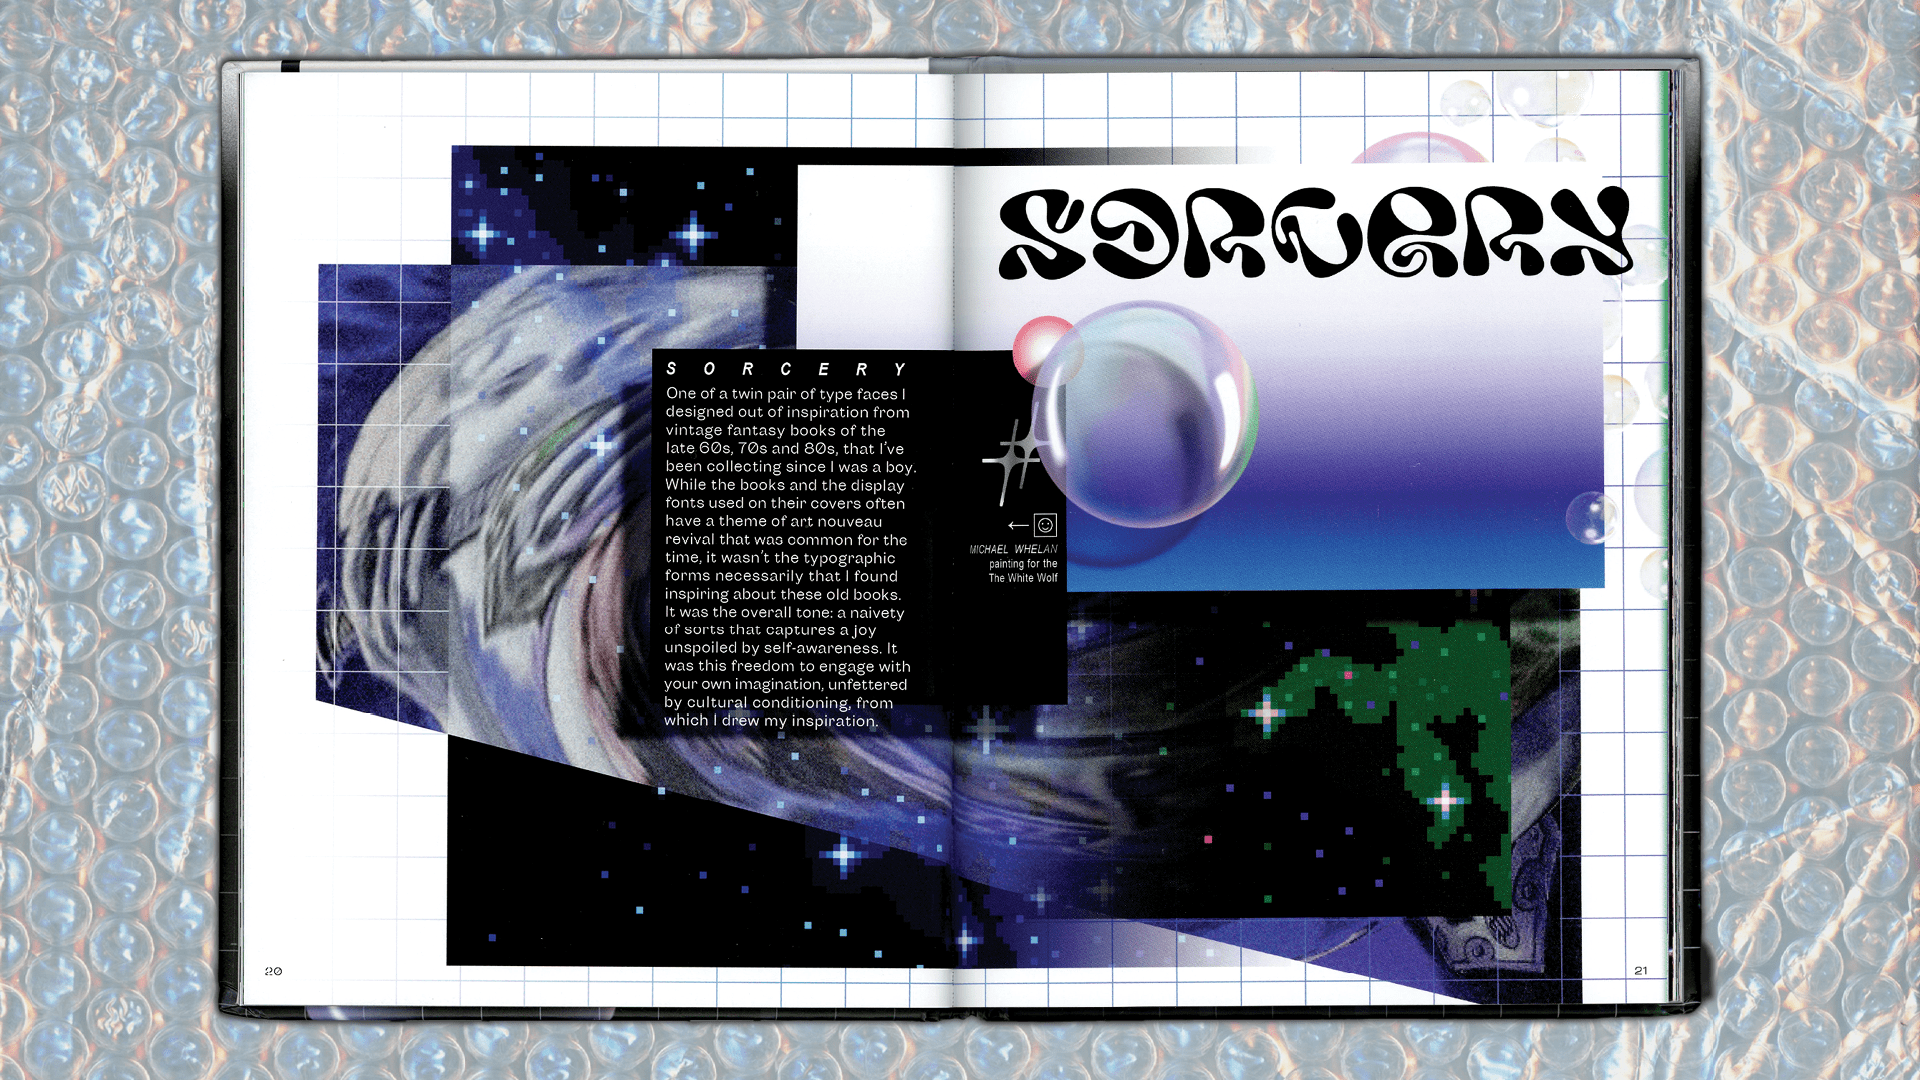 SORCERY
SORCERY
One of a twin pair of type faces I
designed out of inspiration from
vintage fantasy books of the
late 60s, 70s and 80s, that I've
been collecting since I was a boy.
While the books and the display
fonts used on their covers often
have a theme of art nouveau
revival that was common for the
time, it wasn't the typographic
forms necessarily that I found
inspiring about these old books.
It was the overall tone: a naivety
of sorts that captures a joy
unspoiled by self-awareness. It
was this freedom to engage with
your own imagination, unfettered
by cultural conditioning, from
which I drew my inspiration.
←
MICHAEL WHELAN
painting for the
The White Wolf
20
21